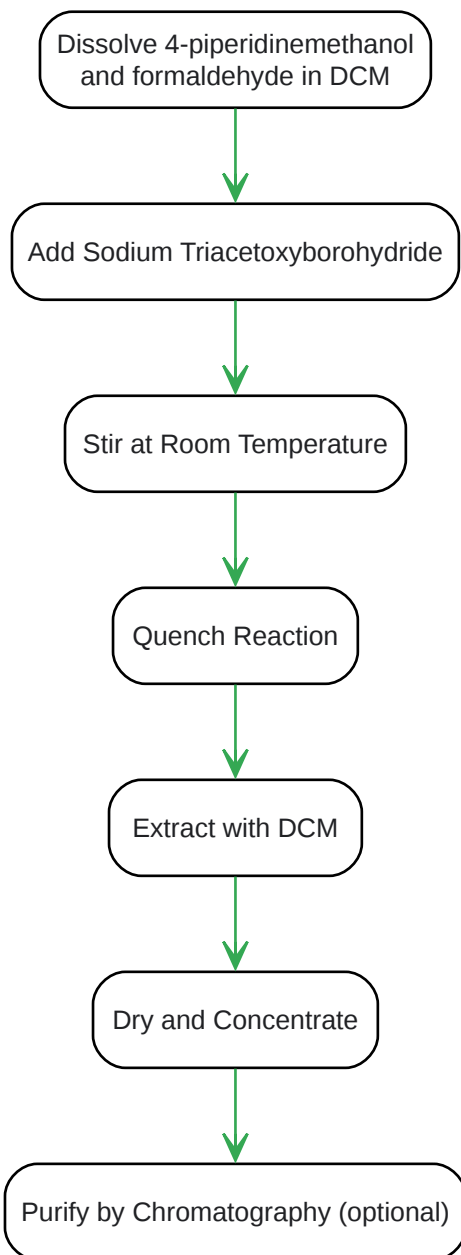 Dissolve 4-piperidinemethanol
and formaldehyde in DCM
Add Sodium Triacetoxyborohydride
Stir at Room Temperature
Quench Reaction
Extract with DCM
Dry and Concentrate
Purify by Chromatography (optional)